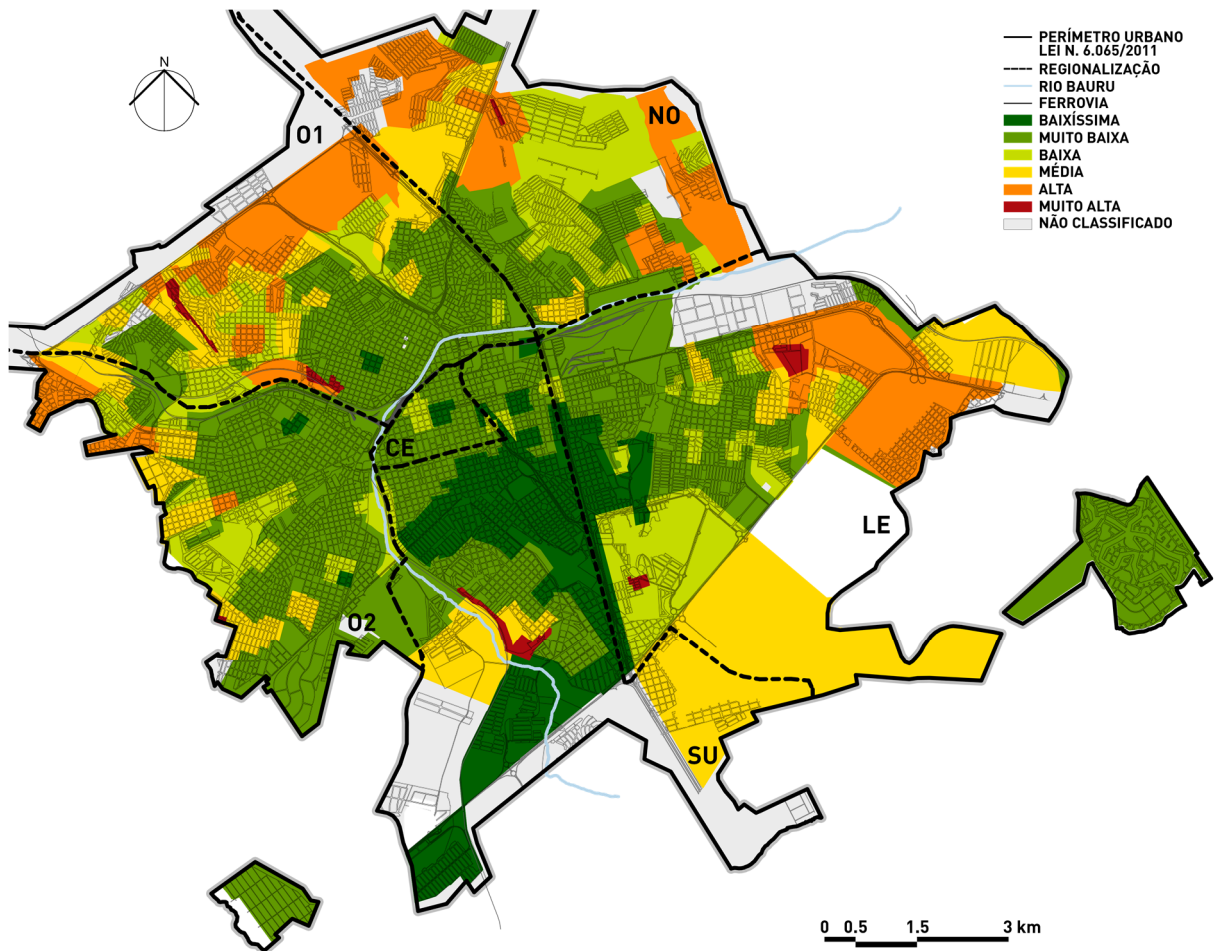 N
PERÍMETRO URBANO
LEI N. 6.065/2011
REGIONALIZAÇÃO
RIO BAURU
FERROVIA
BAIXÍSSIMA
MUITO BAIXA
BAIXA
MÉDIA
ALTA
MUITO ALTA
NÃO CLASSIFICADO
O1
NO
CE
LE
O2
SU
0 0.5 1.5 3 km